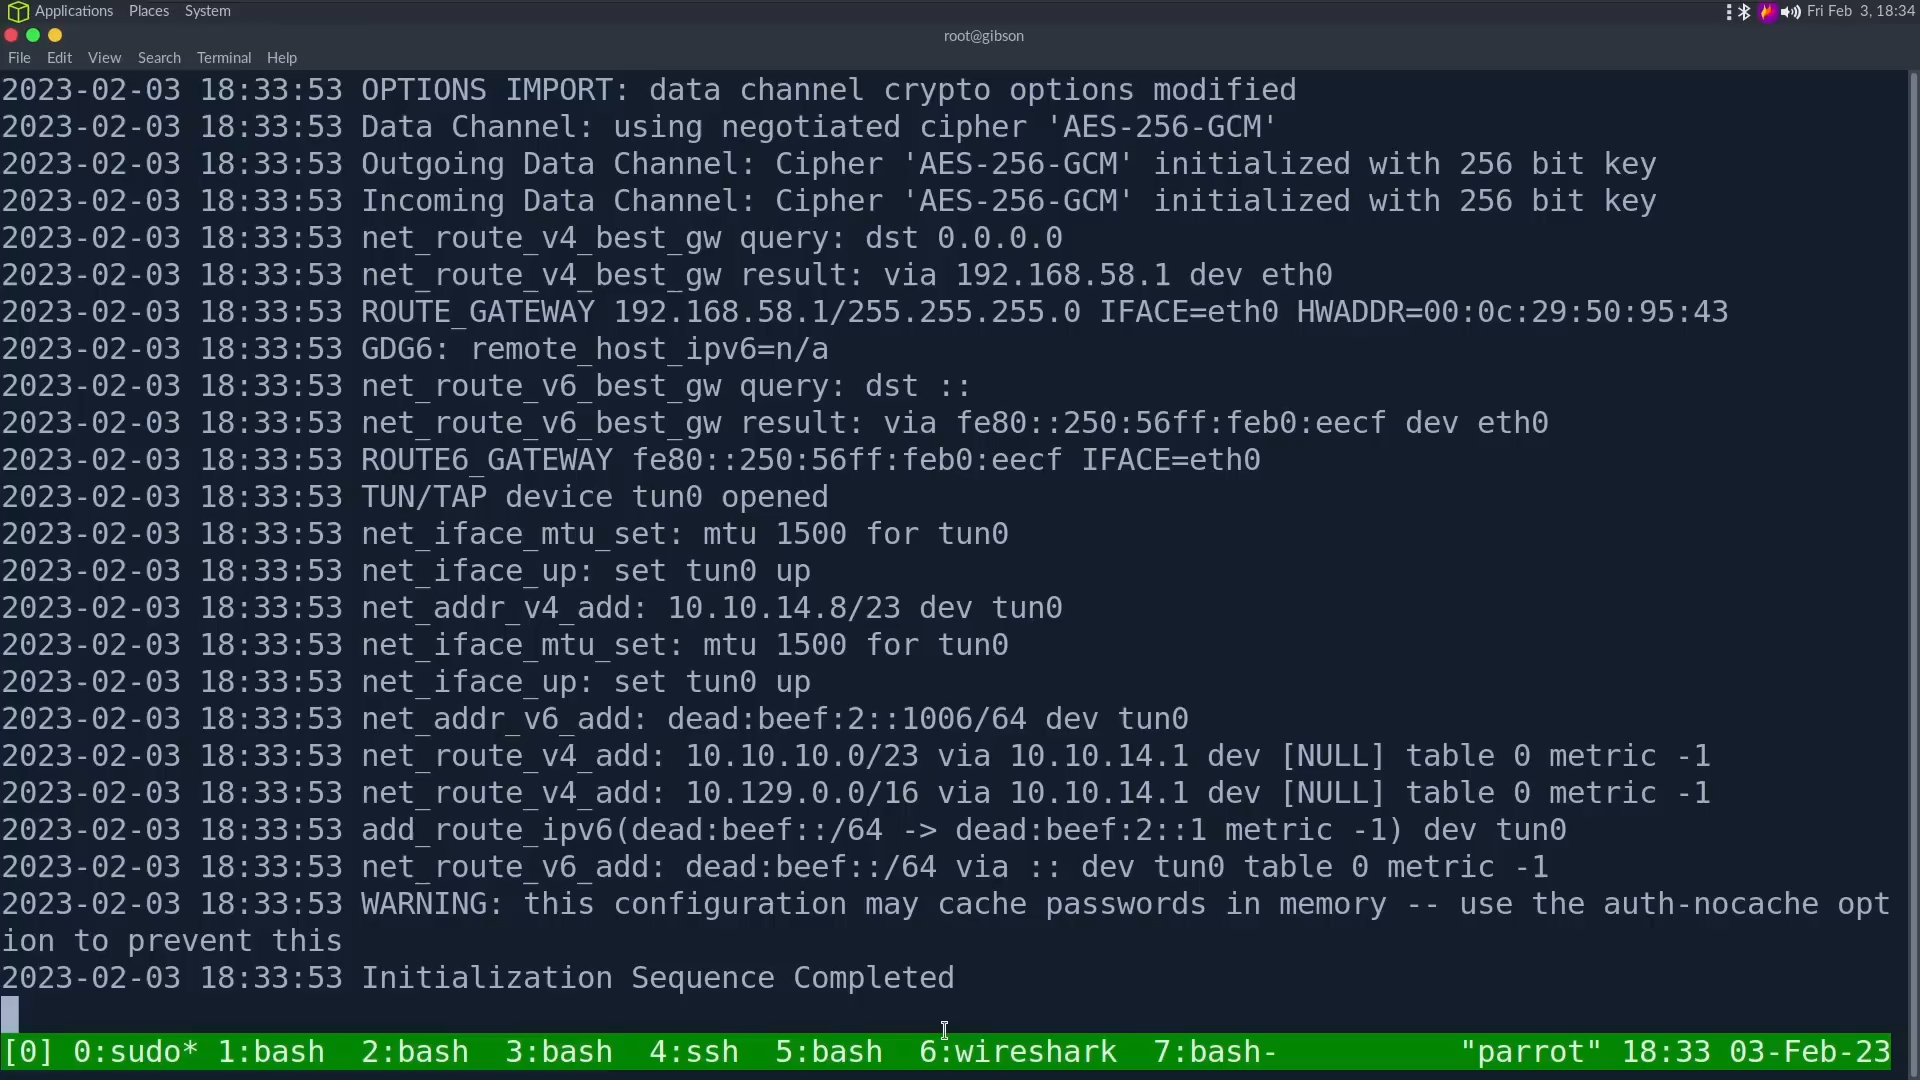 Applications Places System Fri Feb 3, 18:34
root@gibson
File Edit View Search Terminal Help
2023-02-03 18:33:53 OPTIONS IMPORT: data channel crypto options modified
2023-02-03 18:33:53 Data Channel: using negotiated cipher 'AES-256-GCM'
2023-02-03 18:33:53 Outgoing Data Channel: Cipher 'AES-256-GCM' initialized with 256 bit key
2023-02-03 18:33:53 Incoming Data Channel: Cipher 'AES-256-GCM' initialized with 256 bit key
2023-02-03 18:33:53 net_route_v4_best_gw query: dst 0.0.0.0
2023-02-03 18:33:53 net_route_v4_best_gw result: via 192.168.58.1 dev eth0
2023-02-03 18:33:53 ROUTE_GATEWAY 192.168.58.1/255.255.255.0 IFACE=eth0 HWADDR=00:0c:29:50:95:43
2023-02-03 18:33:53 GDG6: remote_host_ipv6=n/a
2023-02-03 18:33:53 net_route_v6_best_gw query: dst ::
2023-02-03 18:33:53 net_route_v6_best_gw result: via fe80::250:56ff:feb0:eecf dev eth0
2023-02-03 18:33:53 ROUTE6_GATEWAY fe80::250:56ff:feb0:eecf IFACE=eth0
2023-02-03 18:33:53 TUN/TAP device tun0 opened
2023-02-03 18:33:53 net_iface_mtu_set: mtu 1500 for tun0
2023-02-03 18:33:53 net_iface_up: set tun0 up
2023-02-03 18:33:53 net_addr_v4_add: 10.10.14.8/23 dev tun0
2023-02-03 18:33:53 net_iface_mtu_set: mtu 1500 for tun0
2023-02-03 18:33:53 net_iface_up: set tun0 up
2023-02-03 18:33:53 net_addr_v6_add: dead:beef:2::1006/64 dev tun0
2023-02-03 18:33:53 net_route_v4_add: 10.10.10.0/23 via 10.10.14.1 dev [NULL] table 0 metric -1
2023-02-03 18:33:53 net_route_v4_add: 10.129.0.0/16 via 10.10.14.1 dev [NULL] table 0 metric -1
2023-02-03 18:33:53 add_route_ipv6(dead:beef::/64 -> dead:beef:2::1 metric -1) dev tun0
2023-02-03 18:33:53 net_route_v6_add: dead:beef::/64 via :: dev tun0 table 0 metric -1
2023-02-03 18:33:53 WARNING: this configuration may cache passwords in memory -- use the auth-nocache opt
ion to prevent this
2023-02-03 18:33:53 Initialization Sequence Completed
[0] 0:sudo* 1:bash 2:bash 3:bash 4:ssh 5:bash 6:wireshark 7:bash- "parrot" 18:33 03-Feb-23